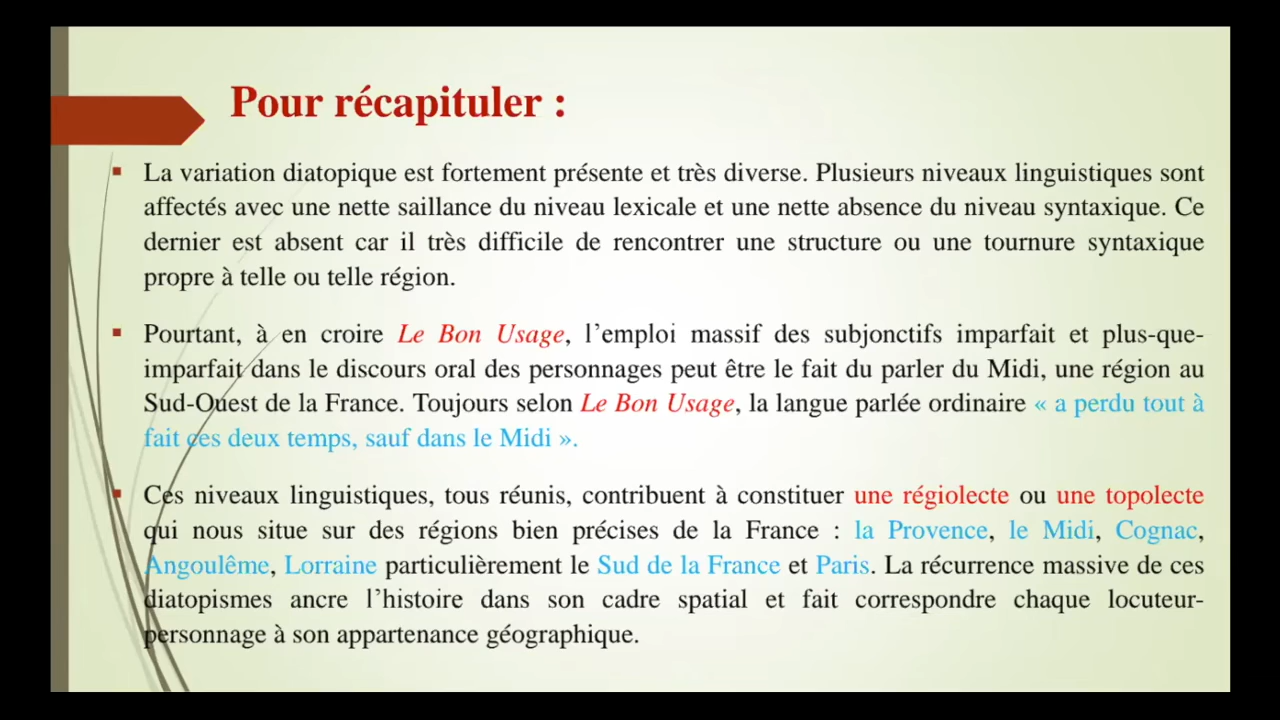 Pour récapituler :
La variation diatopique est fortement présente et très diverse. Plusieurs niveaux linguistiques sont
affectés avec une nette saillance du niveau lexicale et une nette absence du niveau syntaxique. Ce
dernier est absent car il très difficile de rencontrer une structure ou une tournure syntaxique
propre à telle ou telle région.
Pourtant, à en croire Le Bon Usage, l’emploi massif des subjonctifs imparfait et plus-que-
imparfait dans le discours oral des personnages peut être le fait du parler du Midi, une région au
Sud-Ouest de la France. Toujours selon Le Bon Usage, la langue parlée ordinaire « a perdu tout à
fait ces deux temps, sauf dans le Midi ».
Ces niveaux linguistiques, tous réunis, contribuent à constituer une régiolecte ou une topolecte
qui nous situe sur des régions bien précises de la France : la Provence, le Midi, Cognac,
Angoulême, Lorraine particulièrement le Sud de la France et Paris. La récurrence massive de ces
diatopismes ancre l’histoire dans son cadre spatial et fait correspondre chaque locuteur-
personnage à son appartenance géographique.